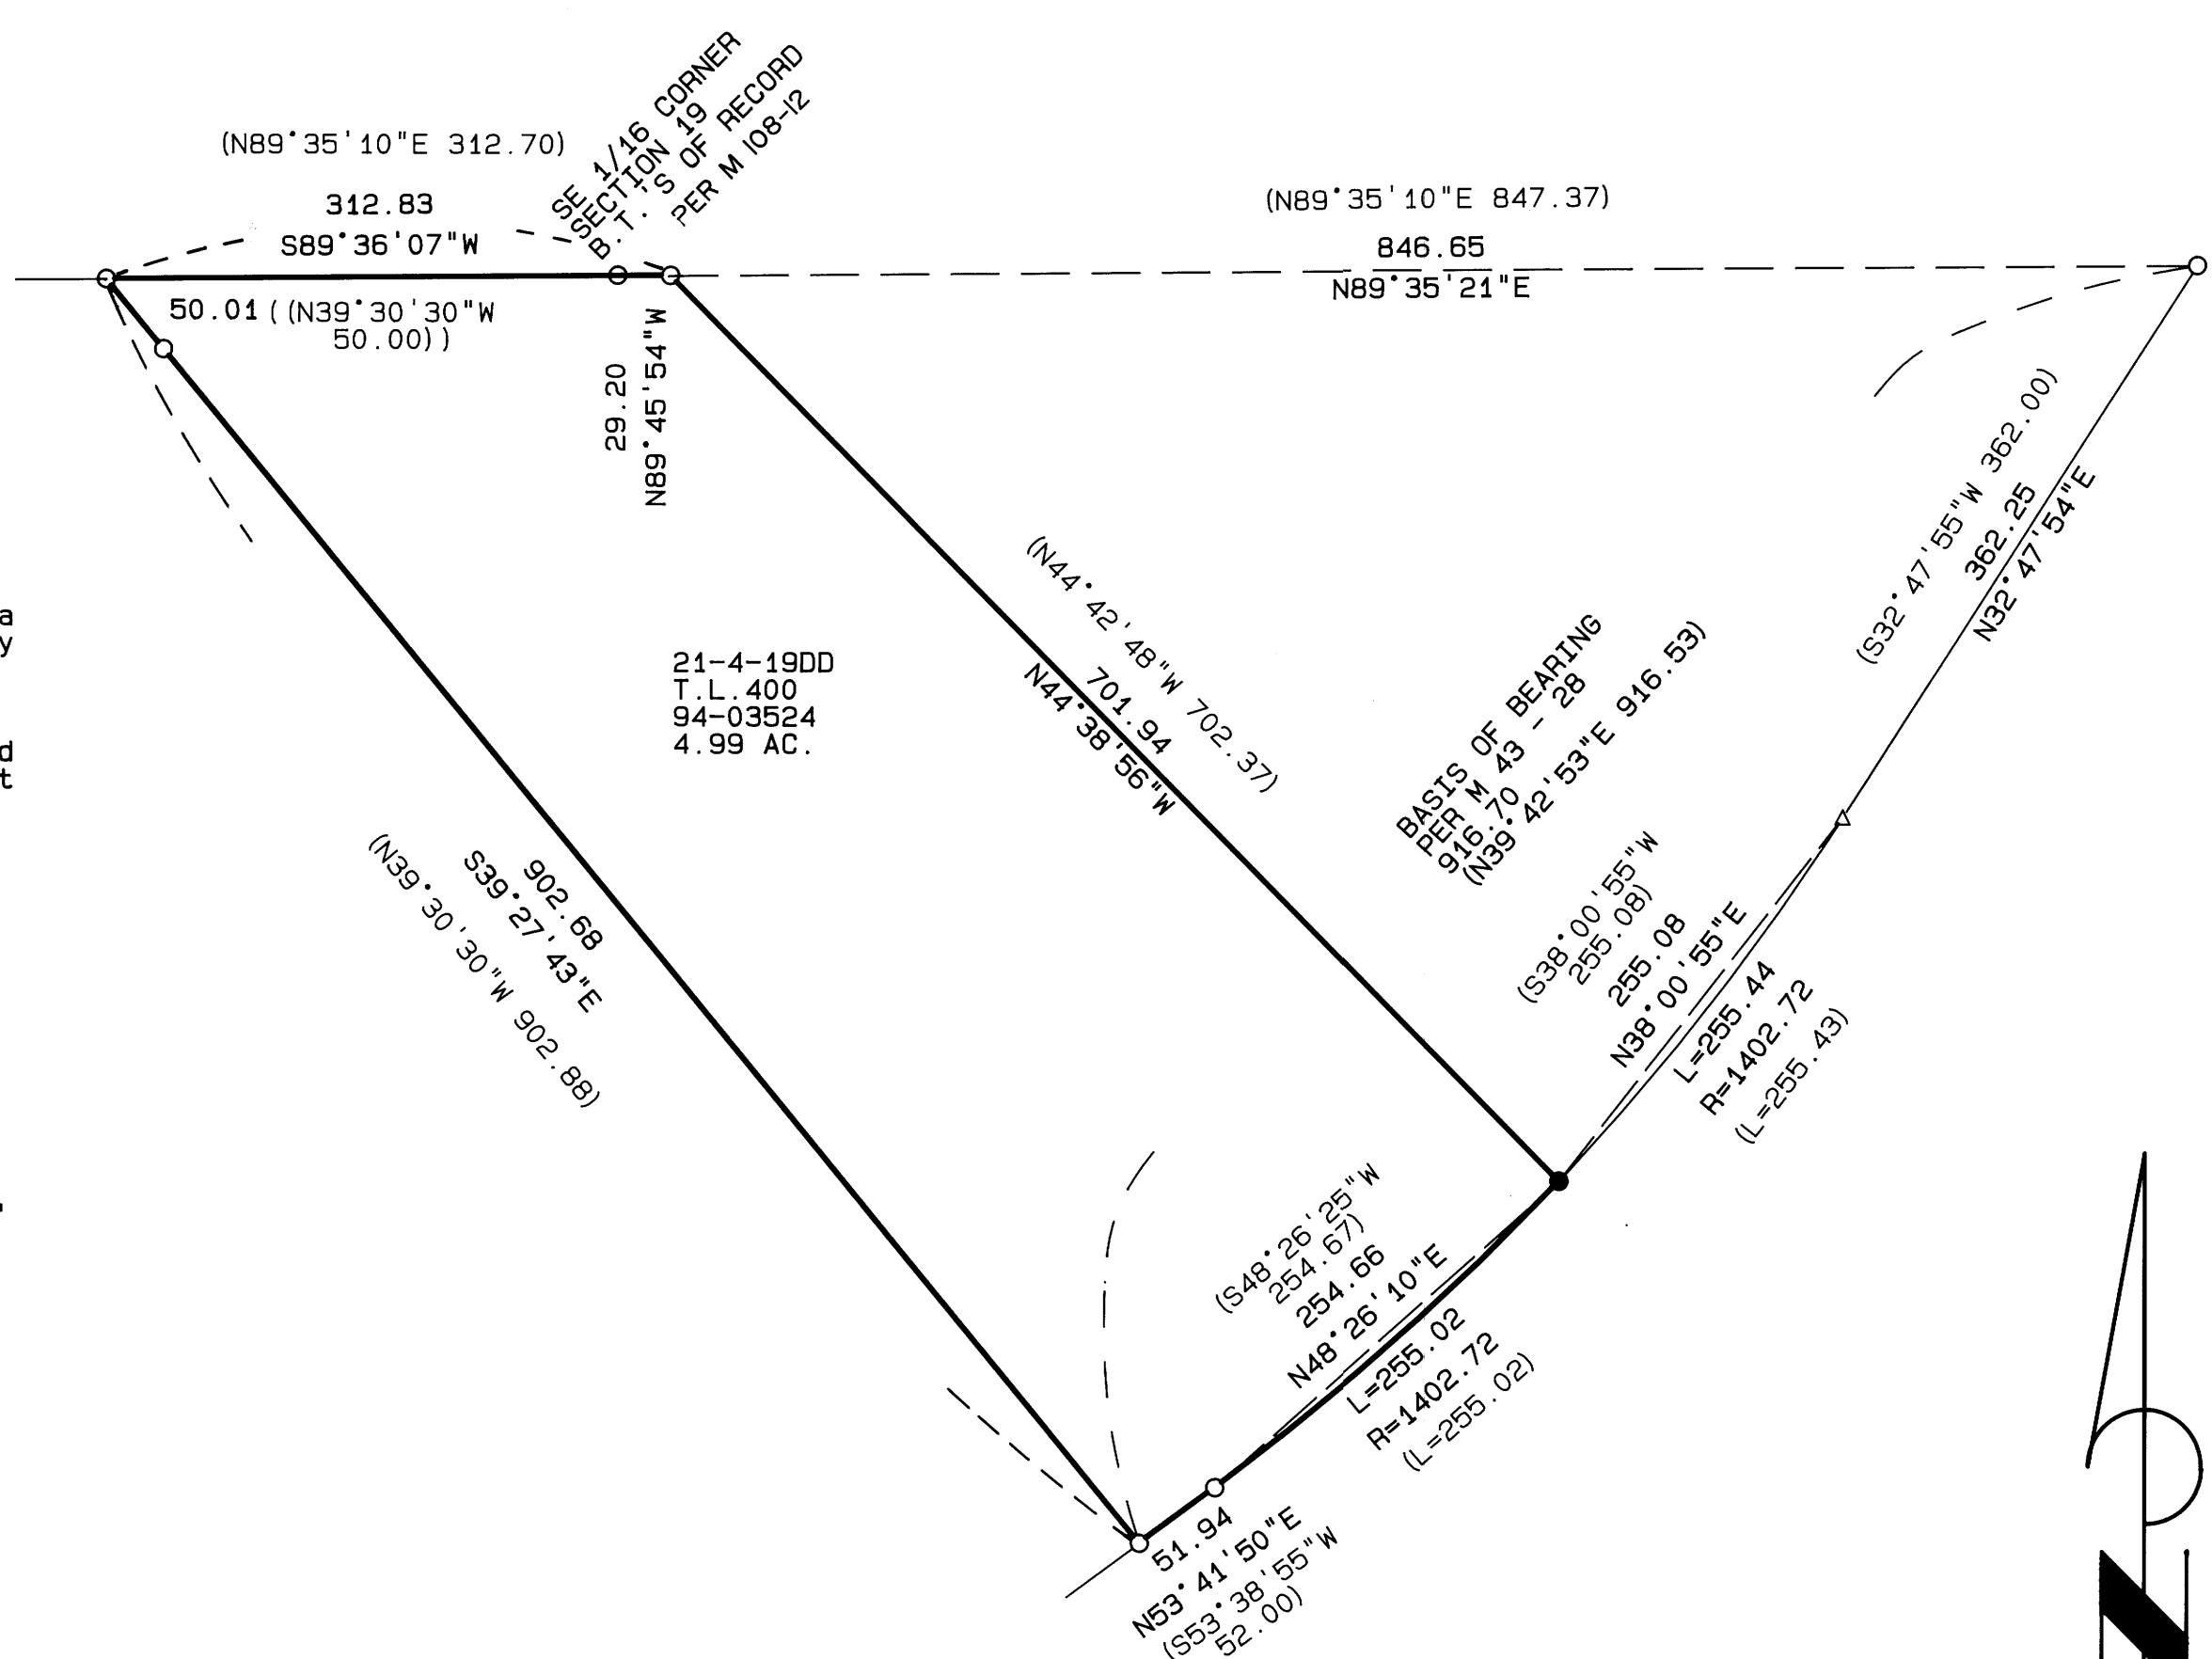 SE 1/16 CORNER
SECTION 19
B.T.'S OF RECORD
PER M 108-12
(N89°35'10"E 312.70)
312.83
S89°36'07"W
(N89°35'10"E 847.37)
846.65
N89°35'21"E
50.01 ((N39°30'30"W
50.00))
29.20
N89°45'54"W
(S32°47'55"W 362.00)
362.25
N32°47'54"E
a
y
d
t
21-4-19DD
T.L.400
94-03524
4.99 AC.
(N44°42'48"W 702.37)
701.94
N44°38'56"W
BASIS OF BEARING
PER M 43 - 28
916.70
(N39°42'53"E 916.53)
902.68
S39°27'43"E
(N39°30'30"W 902.88)
(S38°00'55"W
255.08)
255.08
N38°00'55"E
L=255.44
R=1402.72
(L=255.43)
(S48°26'25"W
254.67)
254.66
N48°26'10"E
L=255.02
R=1402.72
(L=255.02)
51.94
N53°41'50"E
(S53°38'55"W
52.00)
N